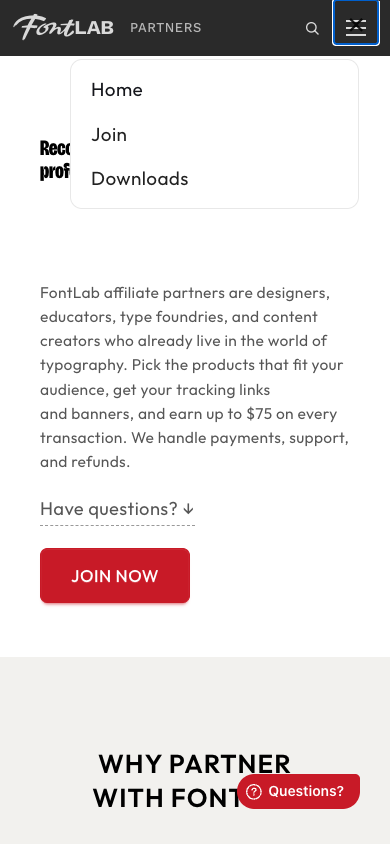 FontLAB PARTNERS
Home
Join
Downloads
FontLab affiliate partners are designers,
educators, type foundries, and content
creators who already live in the world of
typography. Pick the products that fit your
audience, get your tracking links
and banners, and earn up to $75 on every
transaction. We handle payments, support,
and refunds.
Have questions? ↓
JOIN NOW
WHY PARTNER
WITH
Questions?